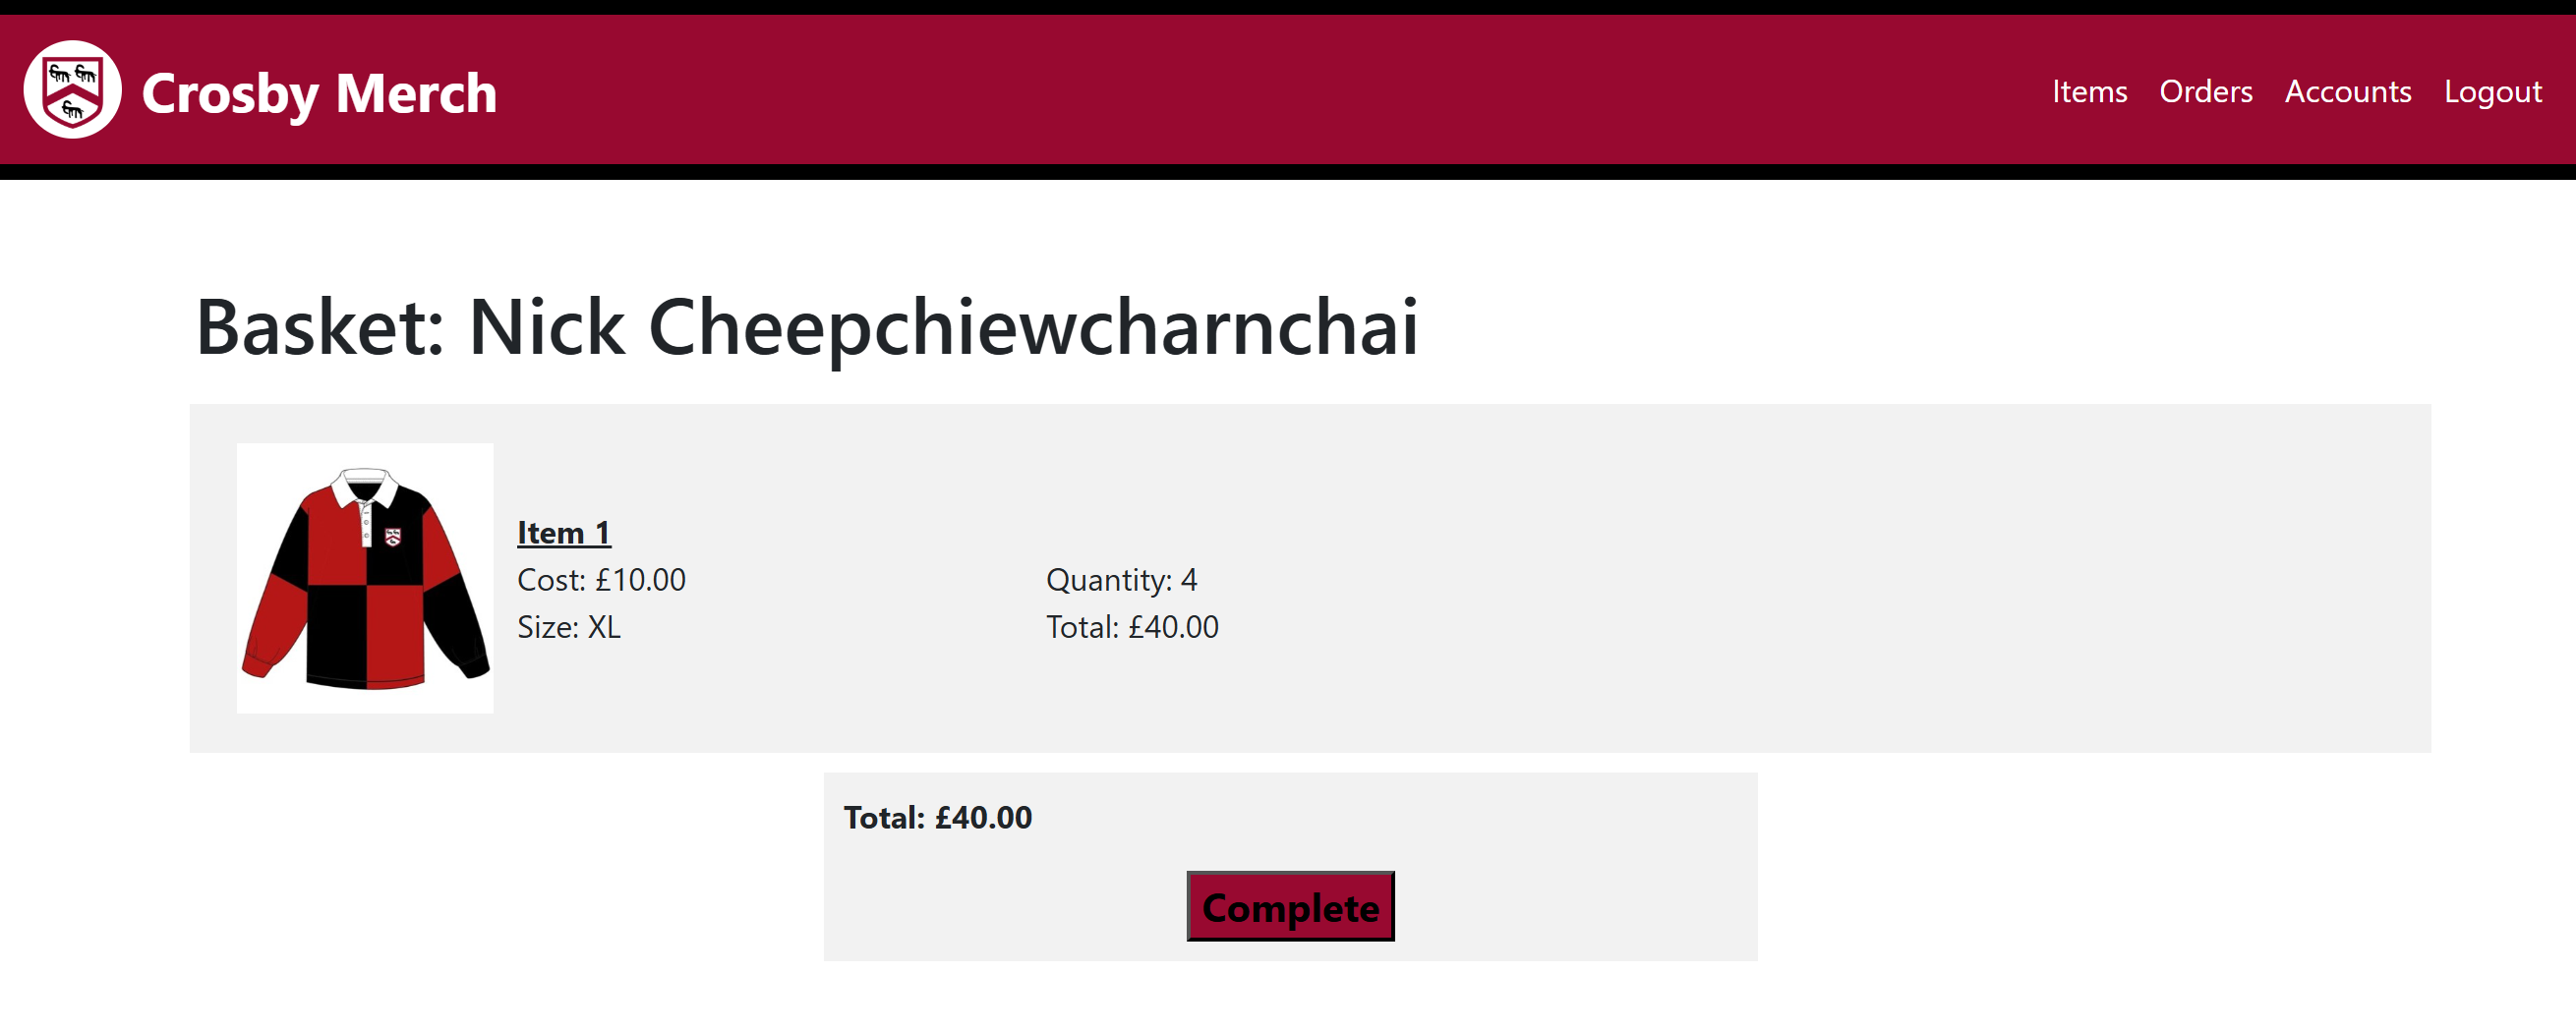 Crosby Merch
Items Orders Accounts Logout
Basket: Nick Cheepchiewcharnchai
Item 1
Cost: £10.00
Quantity: 4
Size: XL
Total: £40.00
Total: £40.00
Complete